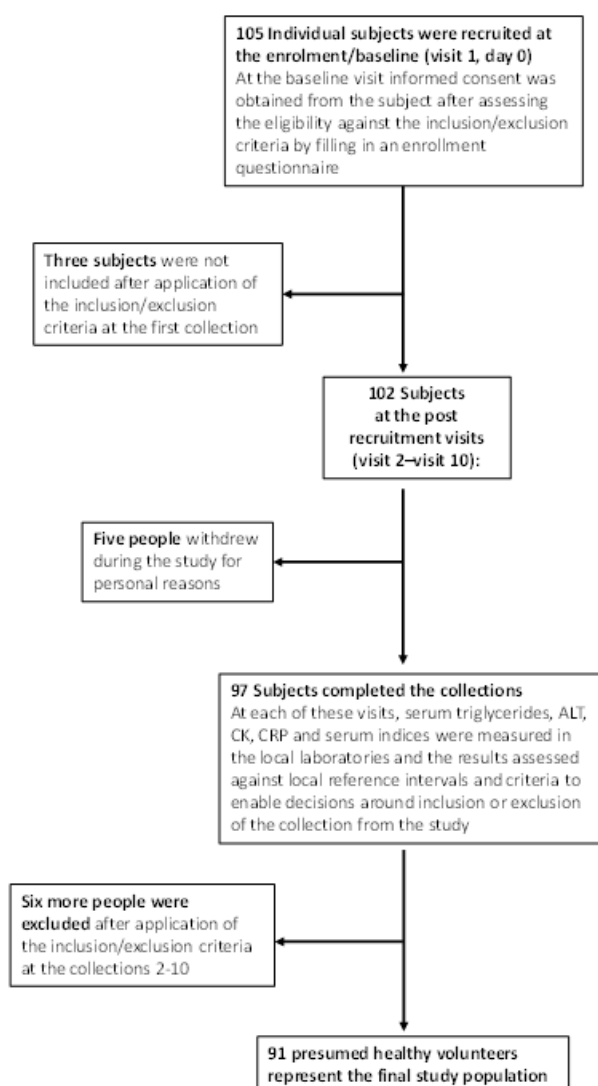 105 Individual subjects were recruited at
the enrolment/baseline (visit 1, day 0)
At the baseline visit informed consent was
obtained from the subject after assessing
the eligibility against the inclusion/exclusion
criteria by filling in an enrollment
questionnaire
Three subjects were not
included after application of
the inclusion/exclusion
criteria at the first collection
102 Subjects
at the post
recruitment visits
(visit 2–visit 10):
Five people withdrew
during the study for
personal reasons
97 Subjects completed the collections
At each of these visits, serum triglycerides, ALT,
CK, CRP and serum indices were measured in
the local laboratories and the results assessed
against local reference intervals and criteria to
enable decisions around inclusion or exclusion
of the collection from the study
Six more people were
excluded after application of
the inclusion/exclusion criteria
at the collections 2-10
91 presumed healthy volunteers
represent the final study population